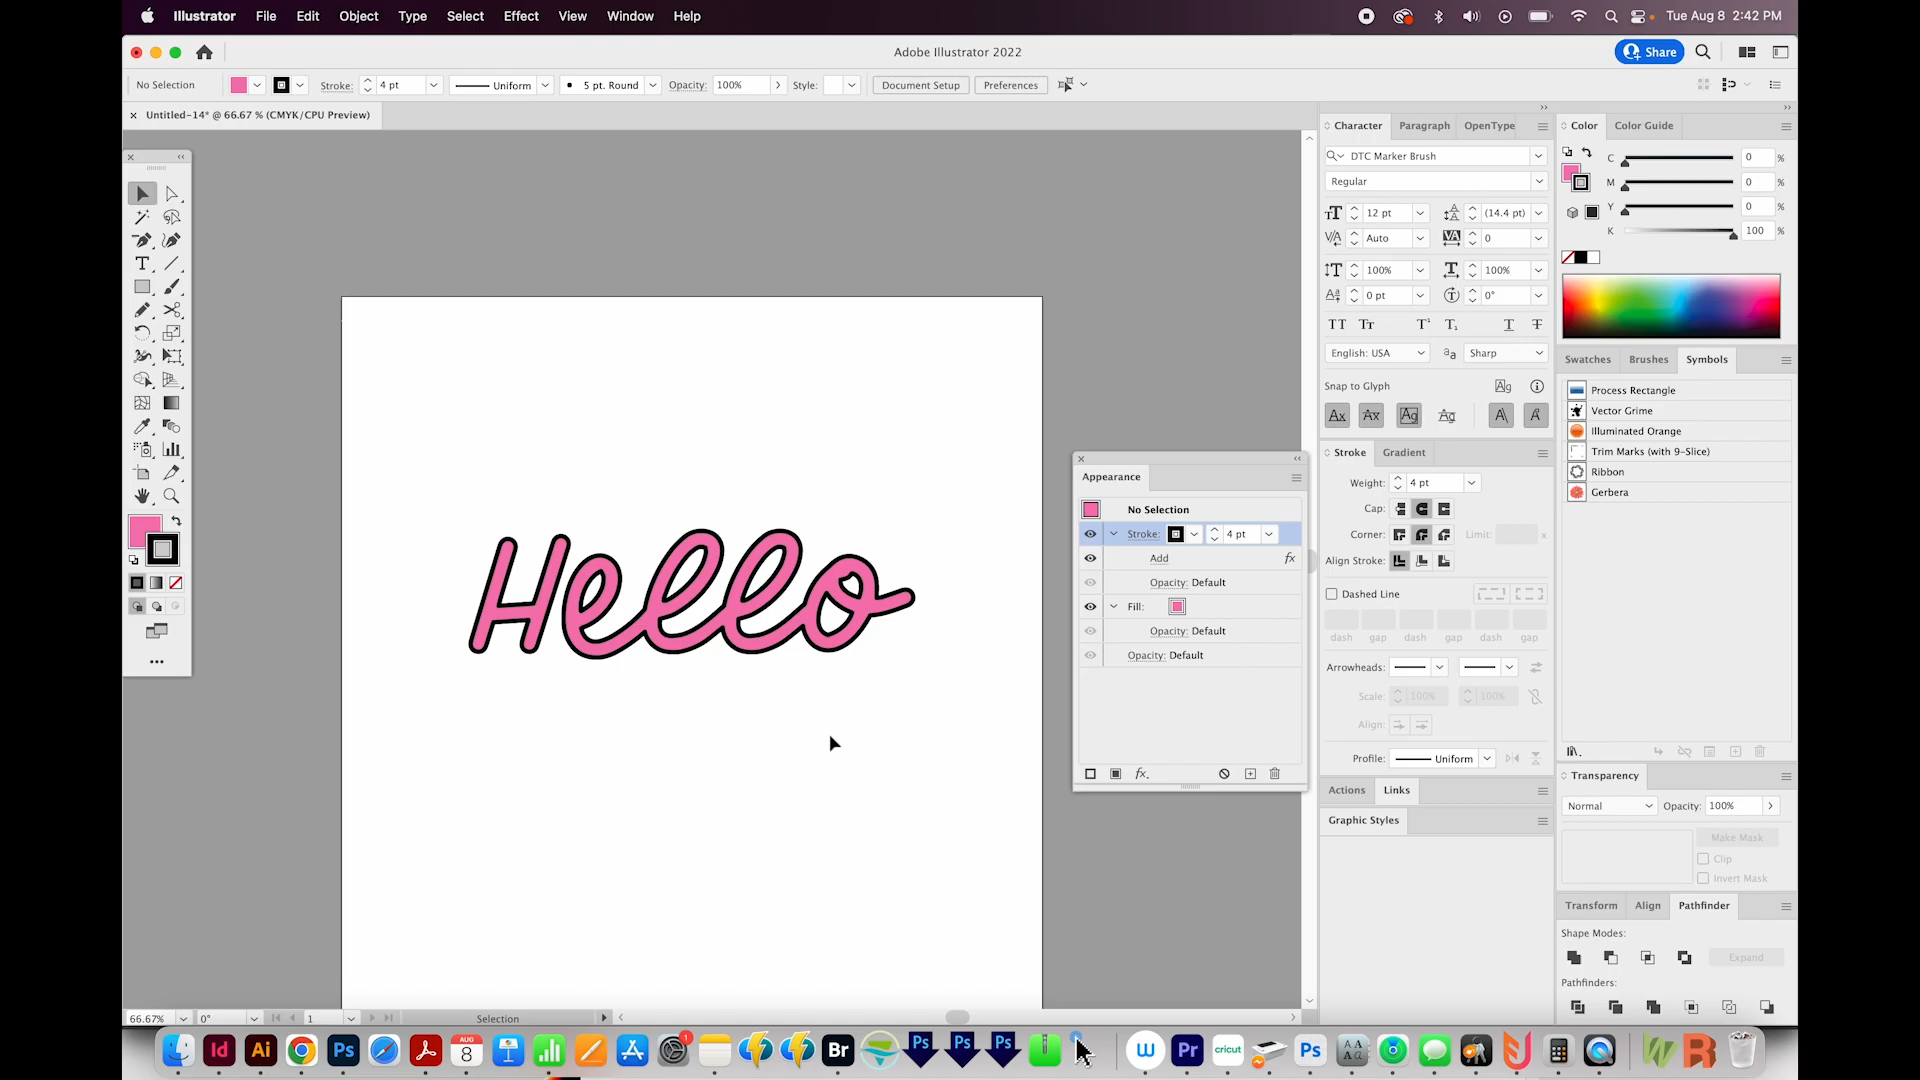 Illustrator File Edit Object Type Select Effect View Window Help Tue Aug 8 2:42 PM
Adobe Illustrator 2022 Share
No Selection Stroke: 4 pt Uniform 5 pt. Round Opacity: 100% Style: Document Setup Preferences
Untitled-14* @ 66.67 % (CMYK/CPU Preview)
Character Paragraph OpenType
DTC Marker Brush
Regular
12 pt (14.4 pt)
Auto 0
100% 100%
0 pt 0°
English: USA Sharp
Snap to Glyph
Stroke Gradient
Weight: 4 pt
Cap:
Corner: Limit: x
Align Stroke:
Dashed Line
dash gap dash gap dash gap
Arrowheads:
Scale: 100% 100%
Align:
Profile: Uniform
Actions Links
Graphic Styles
Color Color Guide
C 0 %
M 0 %
Y 0 %
K 100 %
Swatches Brushes Symbols
Process Rectangle
Vector Grime
Illuminated Orange
Trim Marks (with 9-Slice)
Ribbon
Gerbera
Transparency
Normal Opacity: 100%
Make Mask
Clip
Invert Mask
Transform Align Pathfinder
Shape Modes:
Expand
Pathfinders:
Appearance
No Selection
Stroke: 4 pt
Add fx
Opacity: Default
Fill:
Opacity: Default
Opacity: Default
fx.
Hello
66.67% 0° 1 Selection
Id Ai Ps AUG 8 1 Br Ps Ps Ps W Pr cricut Ps